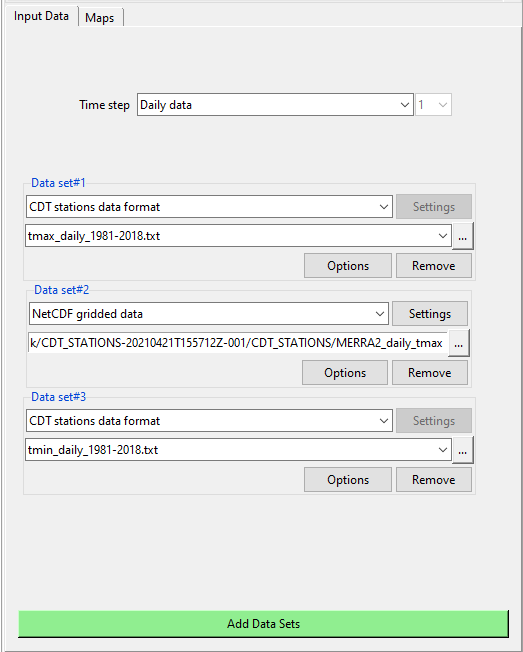 Input Data Maps
Time step Daily data 1
Data set#1
CDT stations data format Settings
tmax_daily_1981-2018.txt ...
Options Remove
Data set#2
NetCDF gridded data Settings
k/CDT_STATIONS-20210421T155712Z-001/CDT_STATIONS/MERRA2_daily_tmax ...
Options Remove
Data set#3
CDT stations data format Settings
tmin_daily_1981-2018.txt ...
Options Remove
Add Data Sets